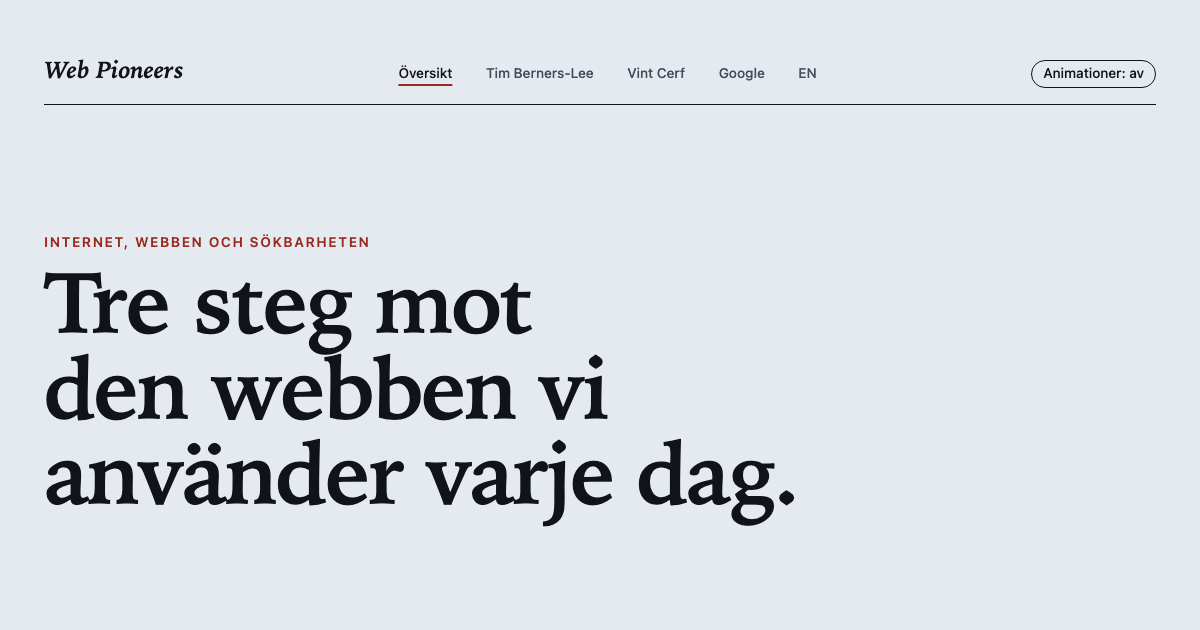 Web Pioneers
Översikt
Tim Berners-Lee
Vint Cerf
Google
EN
Animationer: av
INTERNET, WEBBEN OCH SÖKBARHETEN
Tre steg mot
den webben vi
använder varje dag.